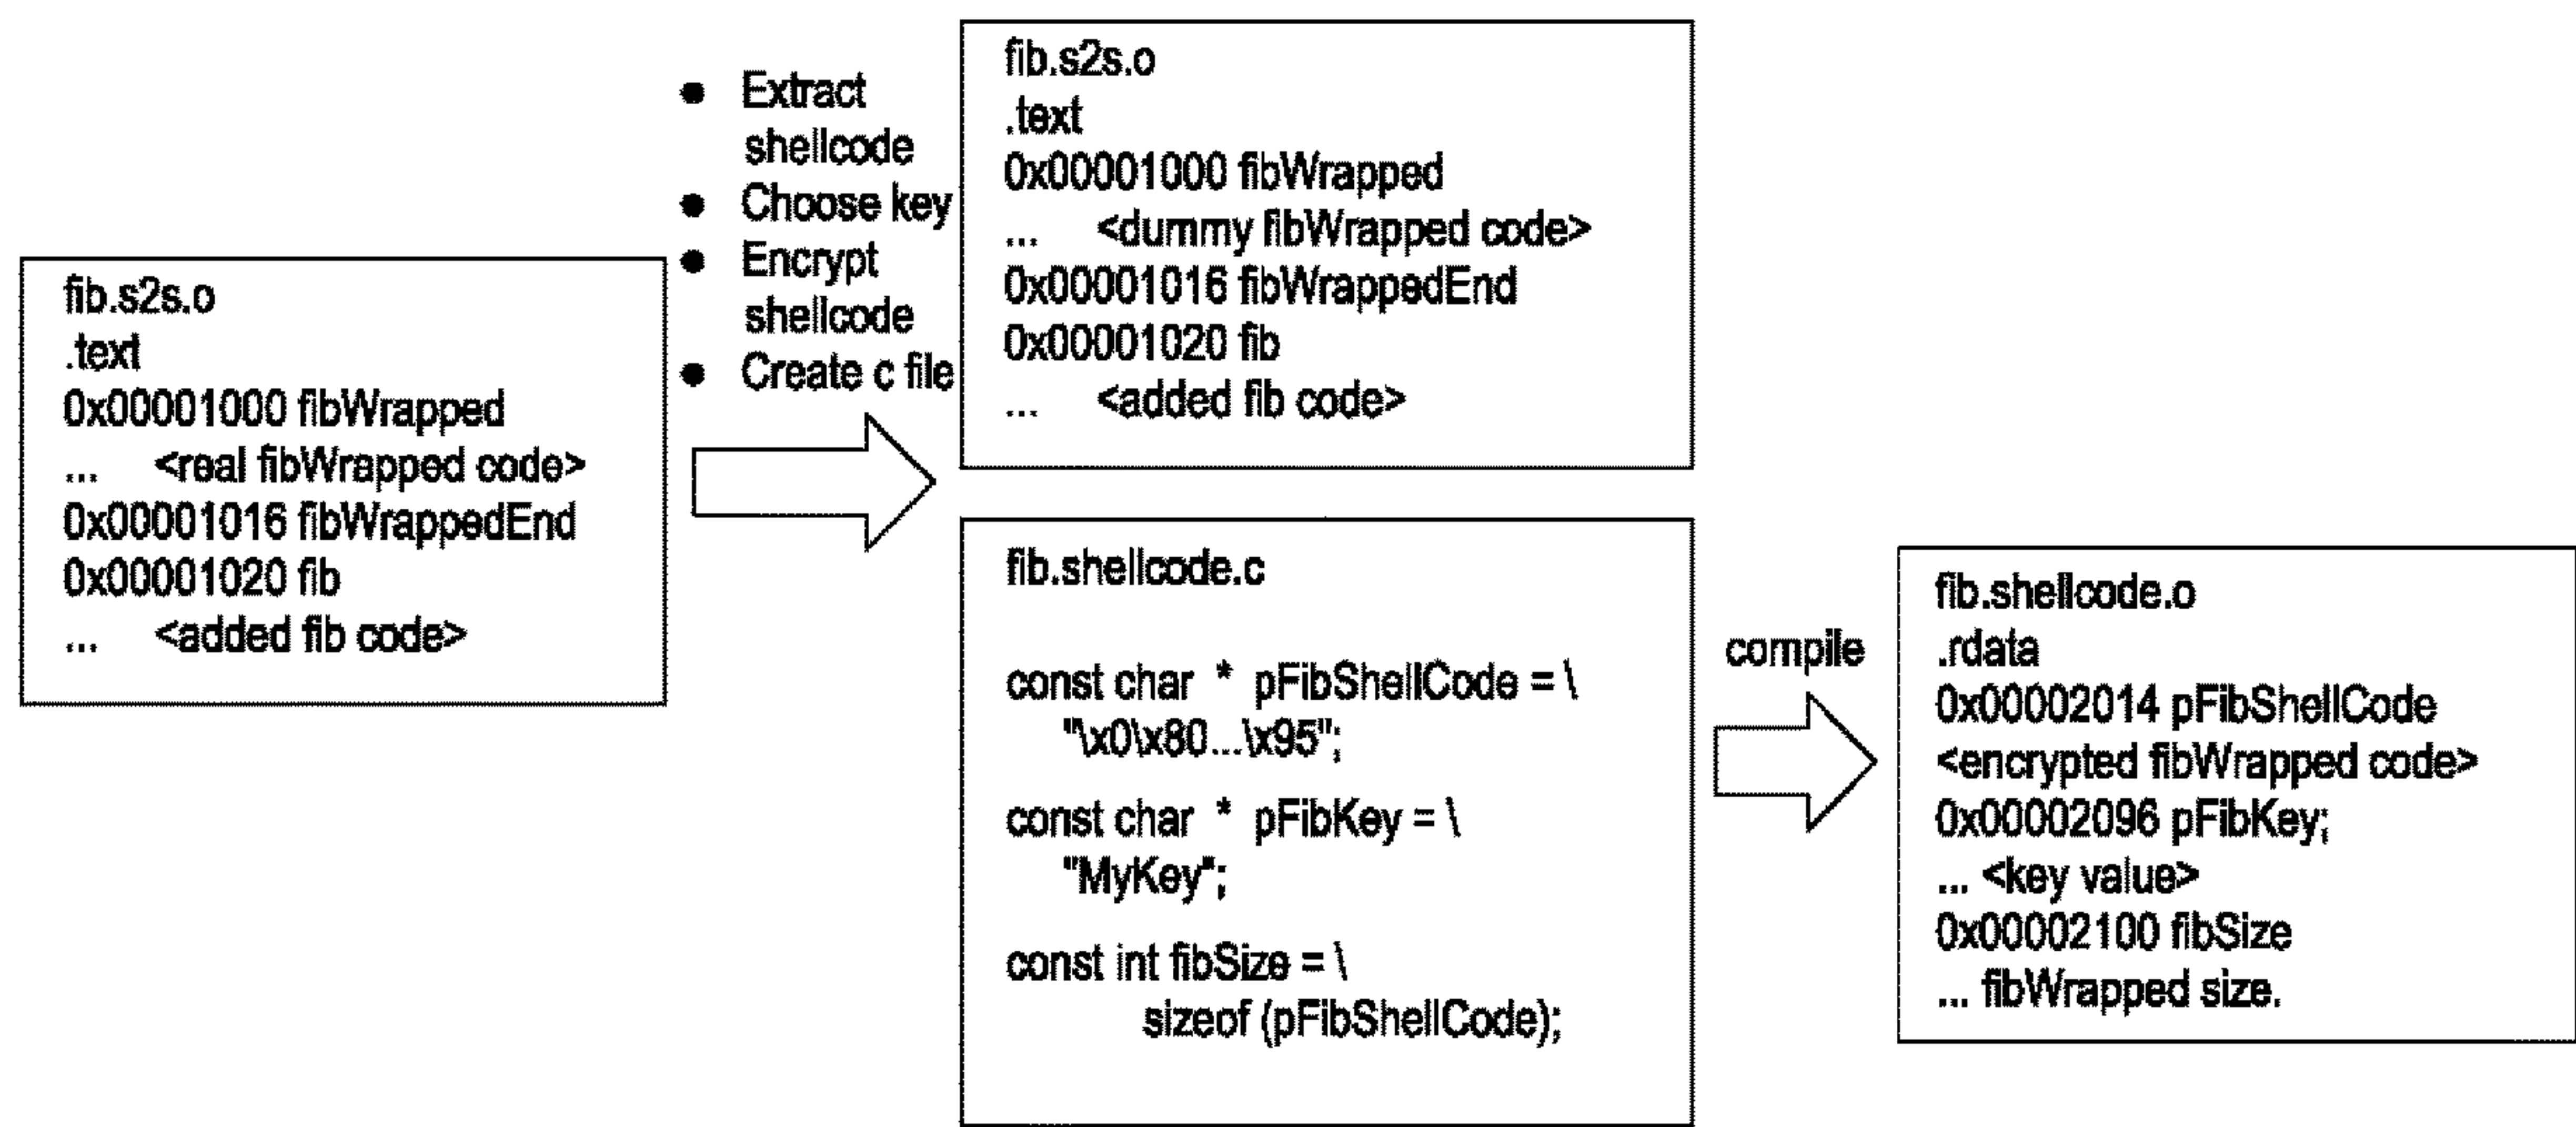 fib.s2s.o
.text
0x00001000 fibWrapped
... <real fibWrapped code>
0x00001016 fibWrappedEnd
0x00001020 fib
... <added fib code>
● Extract
shellcode
● Choose key
● Encrypt
shellcode
● Create c file
fib.s2s.o
.text
0x00001000 fibWrapped
... <dummy fibWrapped code>
0x00001016 fibWrappedEnd
0x00001020 fib
... <added fib code>
fib.shellcode.c
const char * pFibShellCode = \
"\x0\x80...\x95";
const char * pFibKey = \
"MyKey";
const int fibSize = \
sizeof (pFibShellCode);
compile
fib.shellcode.o
.rdata
0x00002014 pFibShellCode
<encrypted fibWrapped code>
0x00002096 pFibKey;
... <key value>
0x00002100 fibSize
... fibWrapped size.